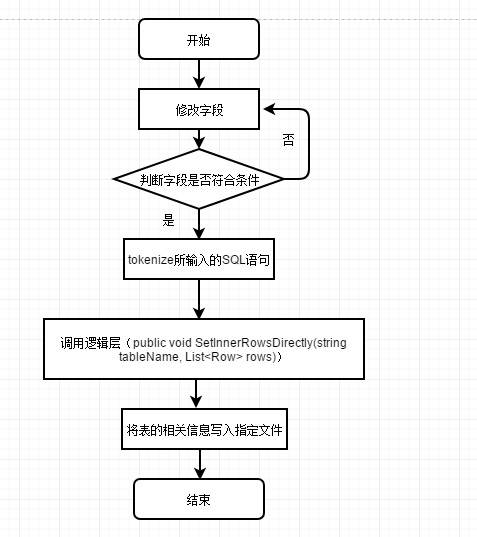 开始
修改字段
否
判断字段是否符合条件
是
tokenize所输入的SQL语句
调用逻辑层（public void SetInnerRowsDirectly(string
tableName, List<Row> rows)）
将表的相关信息写入指定文件
结束